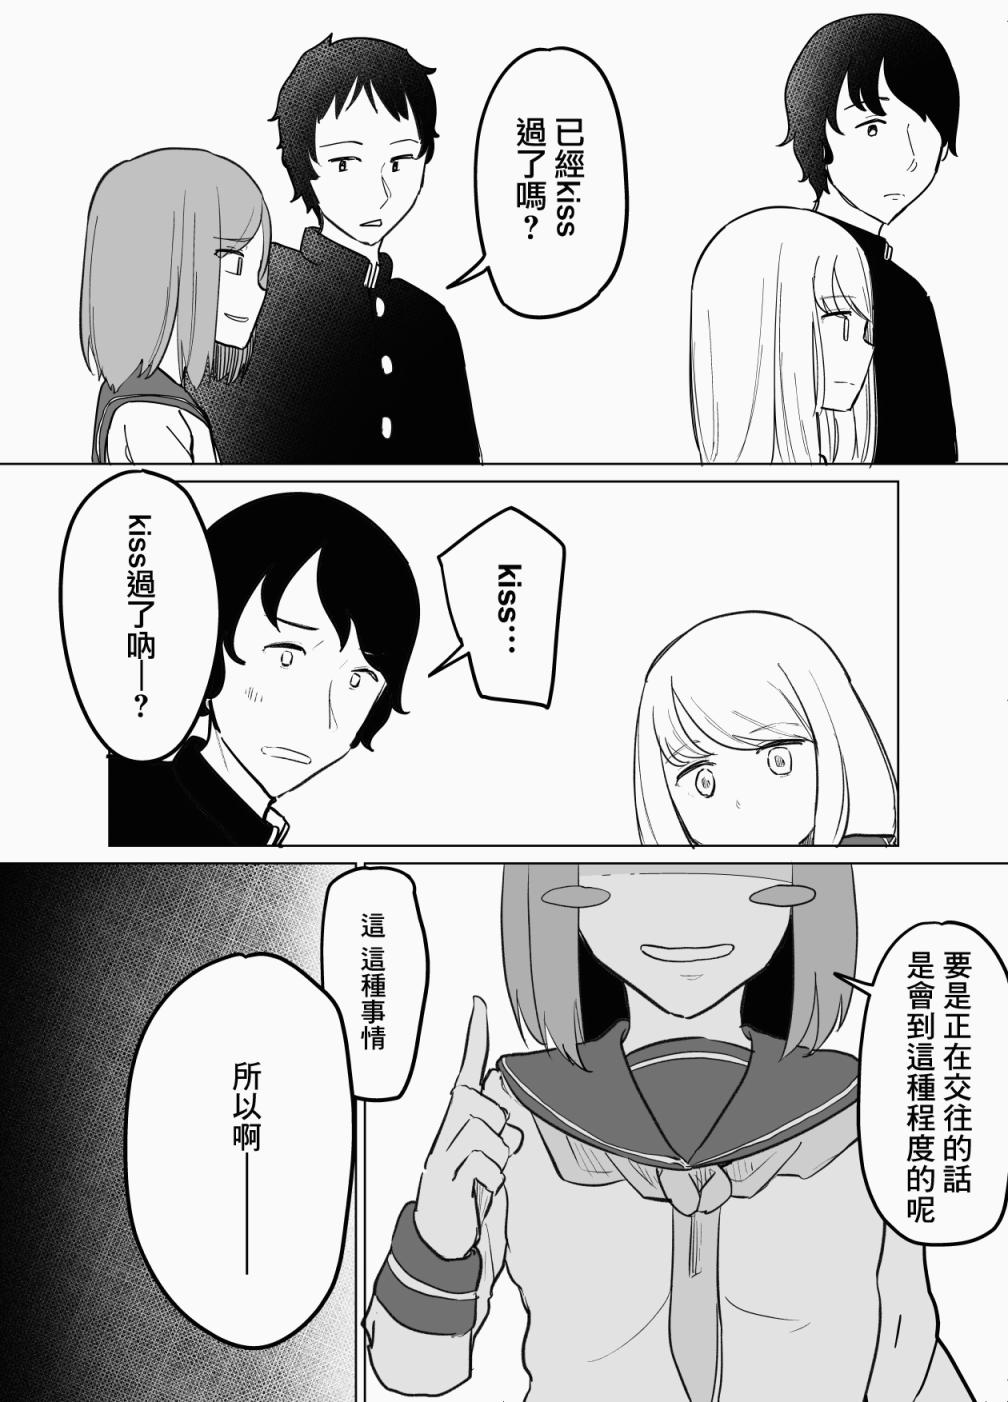 已經kiss
過了嗎?
kiss⋯
kiss過了吶—?
要是正在交往的話
是會到這種程度的呢
這 這種事情
所以啊———